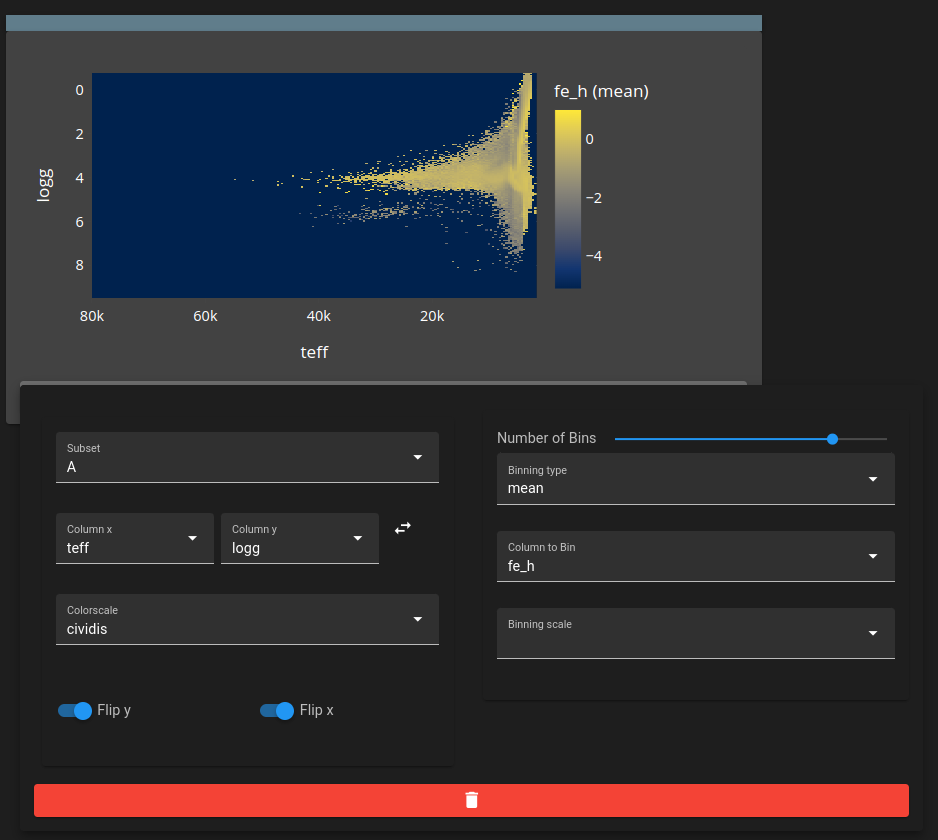 fe_h (mean)
0
2
4
6
8
logg
0
−2
−4
80k
60k
40k
20k
teff
Subset
A
Column x
teff
Column y
logg
Colorscale
cividis
Flip y
Flip x
Number of Bins
Binning type
mean
Column to Bin
fe_h
Binning scale